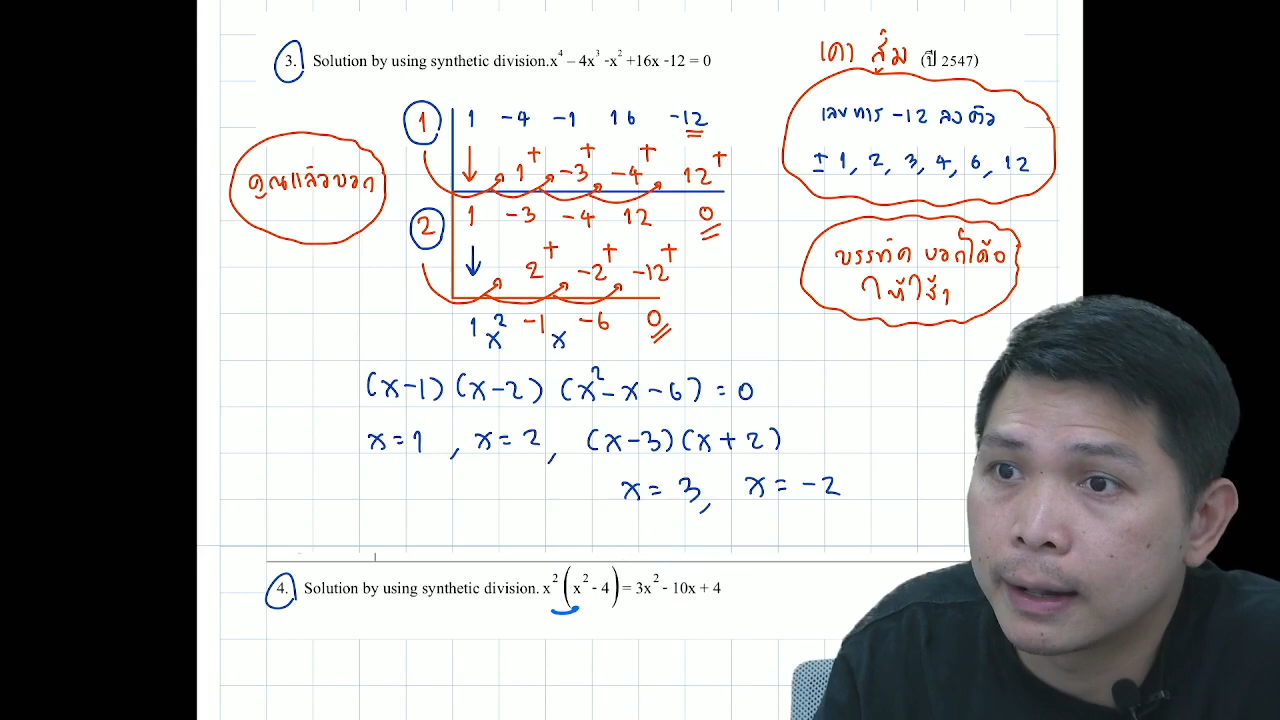 3. Solution by using synthetic division.x⁴ – 4x³ -x² +16x -12 = 0
เดา สุ่ม (ปี 2547)
เลขหาร -12 ลงตัว
± 1, 2, 3, 4, 6, 12
คูณแล้วบอก
บรรทัด บอกได้0
ให้ใช้1
1 1 -4 -1 16 -12
1+ -3+ -4+ 12+
2 1 -3 -4 12 0
2+ -2+ -12+
1x² -1x -6 0
(x-1)(x-2)(x²-x-6) = 0
x=1, x=2, (x-3)(x+2)
x = 3, x = -2
4. Solution by using synthetic division. x²(x² - 4) = 3x² - 10x + 4